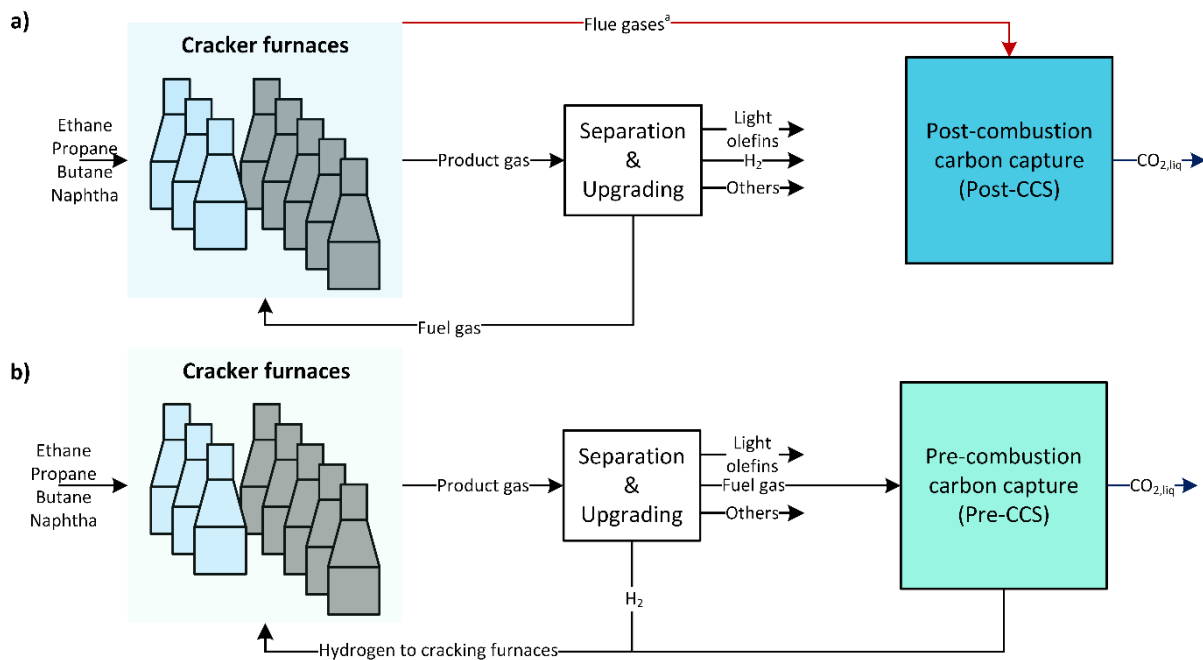 a)
Flue gasesᵃ
Cracker furnaces
Ethane
Propane
Butane
Naphtha
Product gas
Separation
&
Upgrading
Light
olefins
H₂
Others
Post-combustion
carbon capture
(Post-CCS)
CO₂,liq
Fuel gas
b)
Cracker furnaces
Ethane
Propane
Butane
Naphtha
Product gas
Separation
&
Upgrading
Light
olefins
Fuel gas
Others
Pre-combustion
carbon capture
(Pre-CCS)
CO₂,liq
H₂
Hydrogen to cracking furnaces